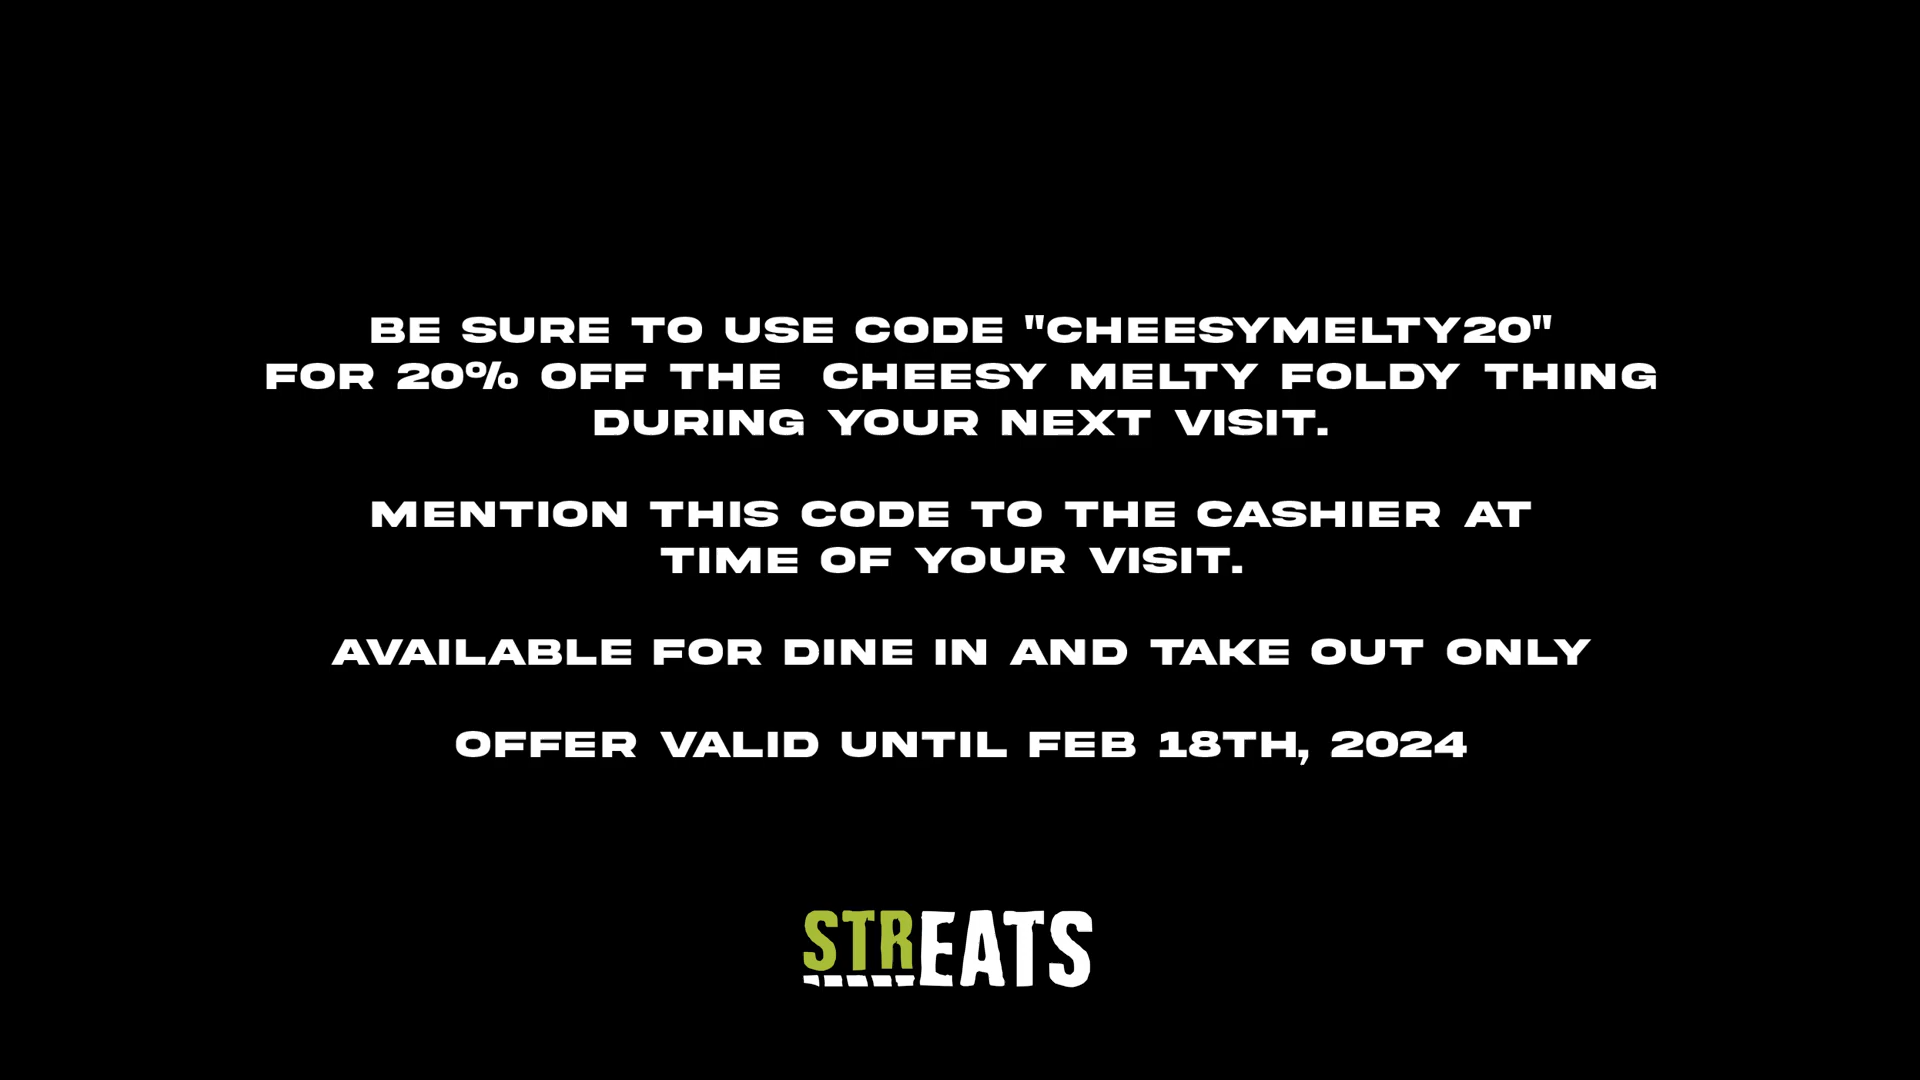 BE SURE TO USE CODE "CHEESYMELTY20"
FOR 20% OFF THE  CHEESY MELTY FOLDY THING
DURING YOUR NEXT VISIT.
MENTION THIS CODE TO THE CASHIER AT
TIME OF YOUR VISIT.
AVAILABLE FOR DINE IN AND TAKE OUT ONLY
OFFER VALID UNTIL FEB 18TH, 2024
STREATS